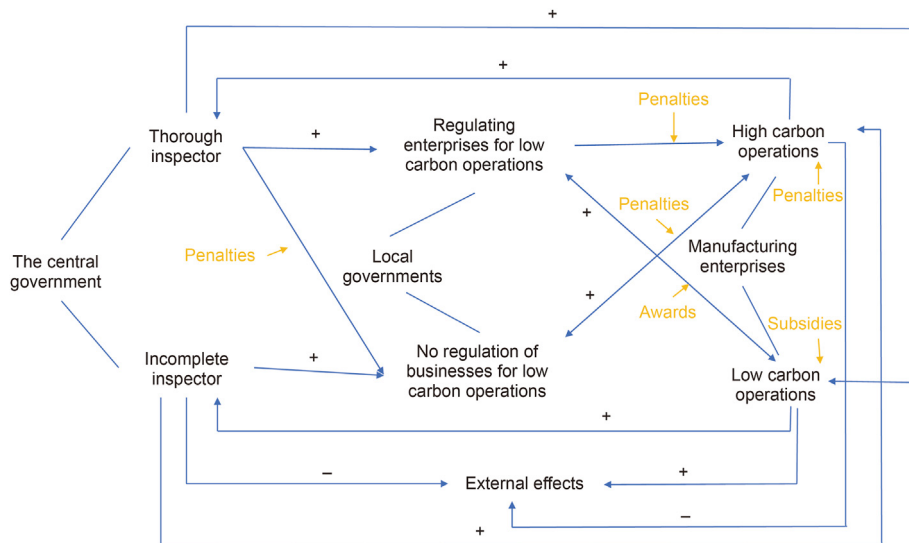 +
+
Penalties
Thorough
inspector
+
Regulating
enterprises for low
carbon operations
High carbon
operations
Penalties
Penalties
+
The central
government
Penalties
Local
governments
Manufacturing
enterprises
+
Awards
Subsidies
Incomplete
inspector
+
No regulation of
businesses for low
carbon operations
Low carbon
operations
+
–
External effects
+
–
+